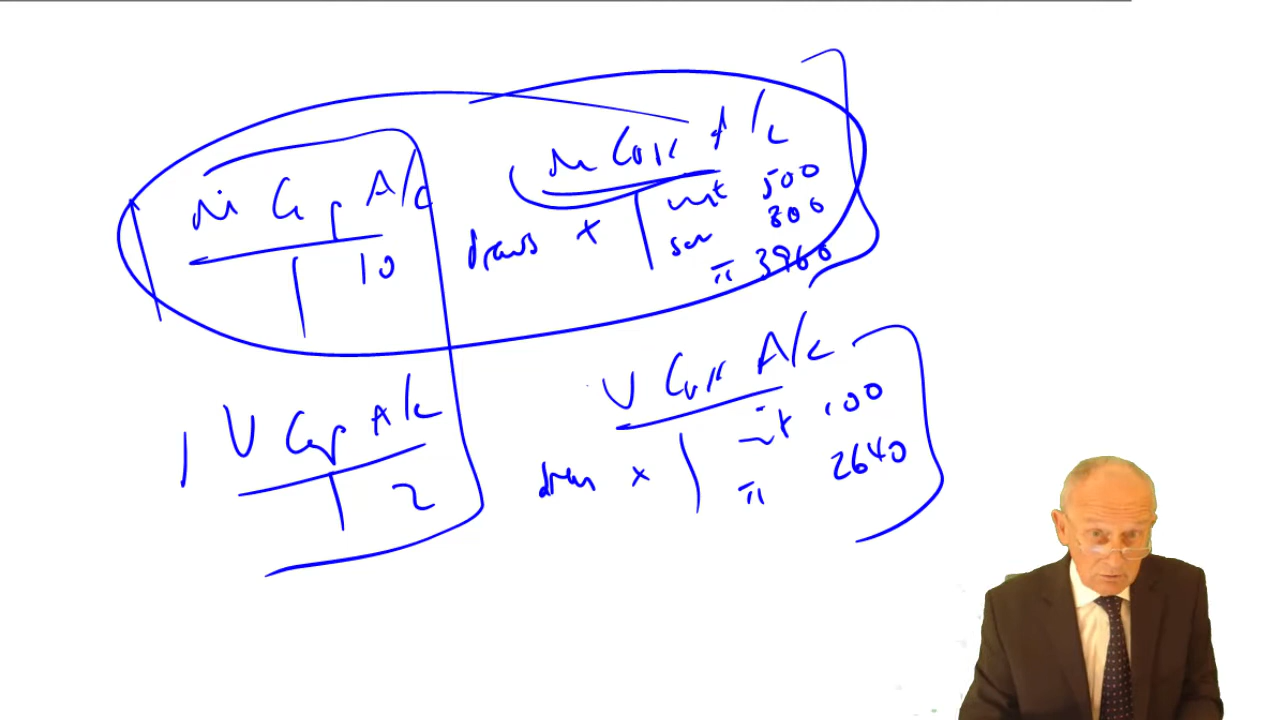 M Cap A/c
10
M Curr A/c
draws x
int 500
sal 800
π 3960
V Cap A/c
2
V Curr A/c
draws x
int 100
π 2640